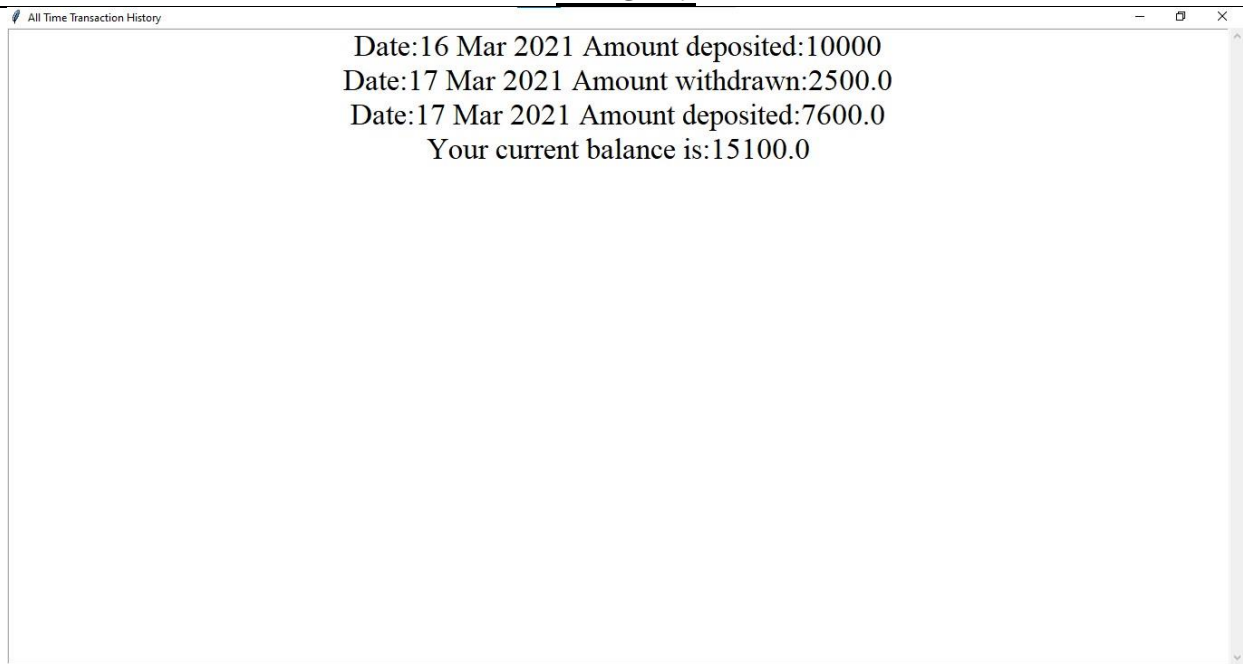 All Time Transaction History
Date:16 Mar 2021 Amount deposited:10000
Date:17 Mar 2021 Amount withdrawn:2500.0
Date:17 Mar 2021 Amount deposited:7600.0
Your current balance is:15100.0